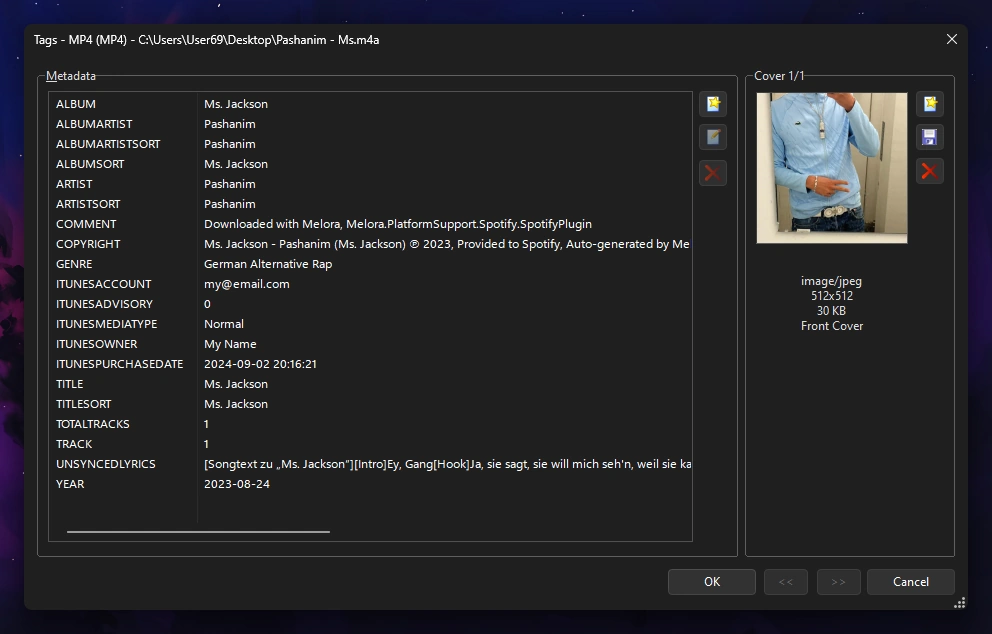 Tags - MP4 (MP4) - C:\Users\User69\Desktop\Pashanim - Ms.m4a
Metadata
ALBUM Ms. Jackson
ALBUMARTIST Pashanim
ALBUMARTISTSORT Pashanim
ALBUMSORT Ms. Jackson
ARTIST Pashanim
ARTISTSORT Pashanim
COMMENT Downloaded with Melora, Melora.PlatformSupport.Spotify.SpotifyPlugin
COPYRIGHT Ms. Jackson - Pashanim (Ms. Jackson) ℗ 2023, Provided to Spotify, Auto-generated by Me
GENRE German Alternative Rap
ITUNESACCOUNT my@email.com
ITUNESADVISORY 0
ITUNESMEDIATYPE Normal
ITUNESOWNER My Name
ITUNESPURCHASEDATE 2024-09-02 20:16:21
TITLE Ms. Jackson
TITLESORT Ms. Jackson
TOTALTRACKS 1
TRACK 1
UNSYNCEDLYRICS [Songtext zu „Ms. Jackson“][Intro]Ey, Gang[Hook]Ja, sie sagt, sie will mich seh'n, weil sie ka
YEAR 2023-08-24
Cover 1/1
image/jpeg
512x512
30 KB
Front Cover
OK << >> Cancel